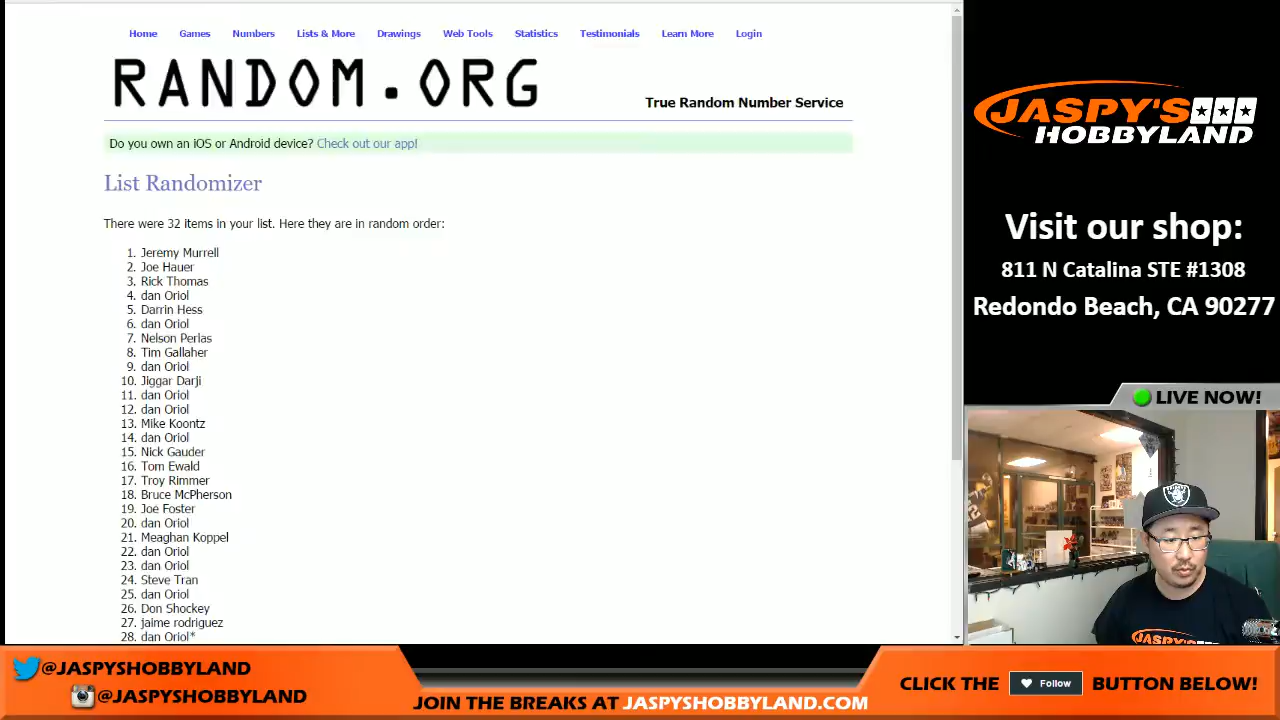 Home Games Numbers Lists & More Drawings Web Tools Statistics Testimonials Learn More Login
RANDOM.ORG
True Random Number Service
Do you own an iOS or Android device? Check out our app!
List Randomizer
There were 32 items in your list. Here they are in random order:
1. Jeremy Murrell
2. Joe Hauer
3. Rick Thomas
4. dan Oriol
5. Darrin Hess
6. dan Oriol
7. Nelson Perlas
8. Tim Gallaher
9. dan Oriol
10. Jiggar Darji
11. dan Oriol
12. dan Oriol
13. Mike Koontz
14. dan Oriol
15. Nick Gauder
16. Tom Ewald
17. Troy Rimmer
18. Bruce McPherson
19. Joe Foster
20. dan Oriol
21. Meaghan Koppel
22. dan Oriol
23. dan Oriol
24. Steve Tran
25. dan Oriol
26. Don Shockey
27. jaime rodriguez
28. dan Oriol*
JASPY'S
HOBBYLAND
Visit our shop:
811 N Catalina STE #1308
Redondo Beach, CA 90277
LIVE NOW!
JASPY'S
@JASPYSHOBBYLAND
@JASPYSHOBBYLAND
JOIN THE BREAKS AT JASPYSHOBBYLAND.COM
CLICK THE Follow BUTTON BELOW!